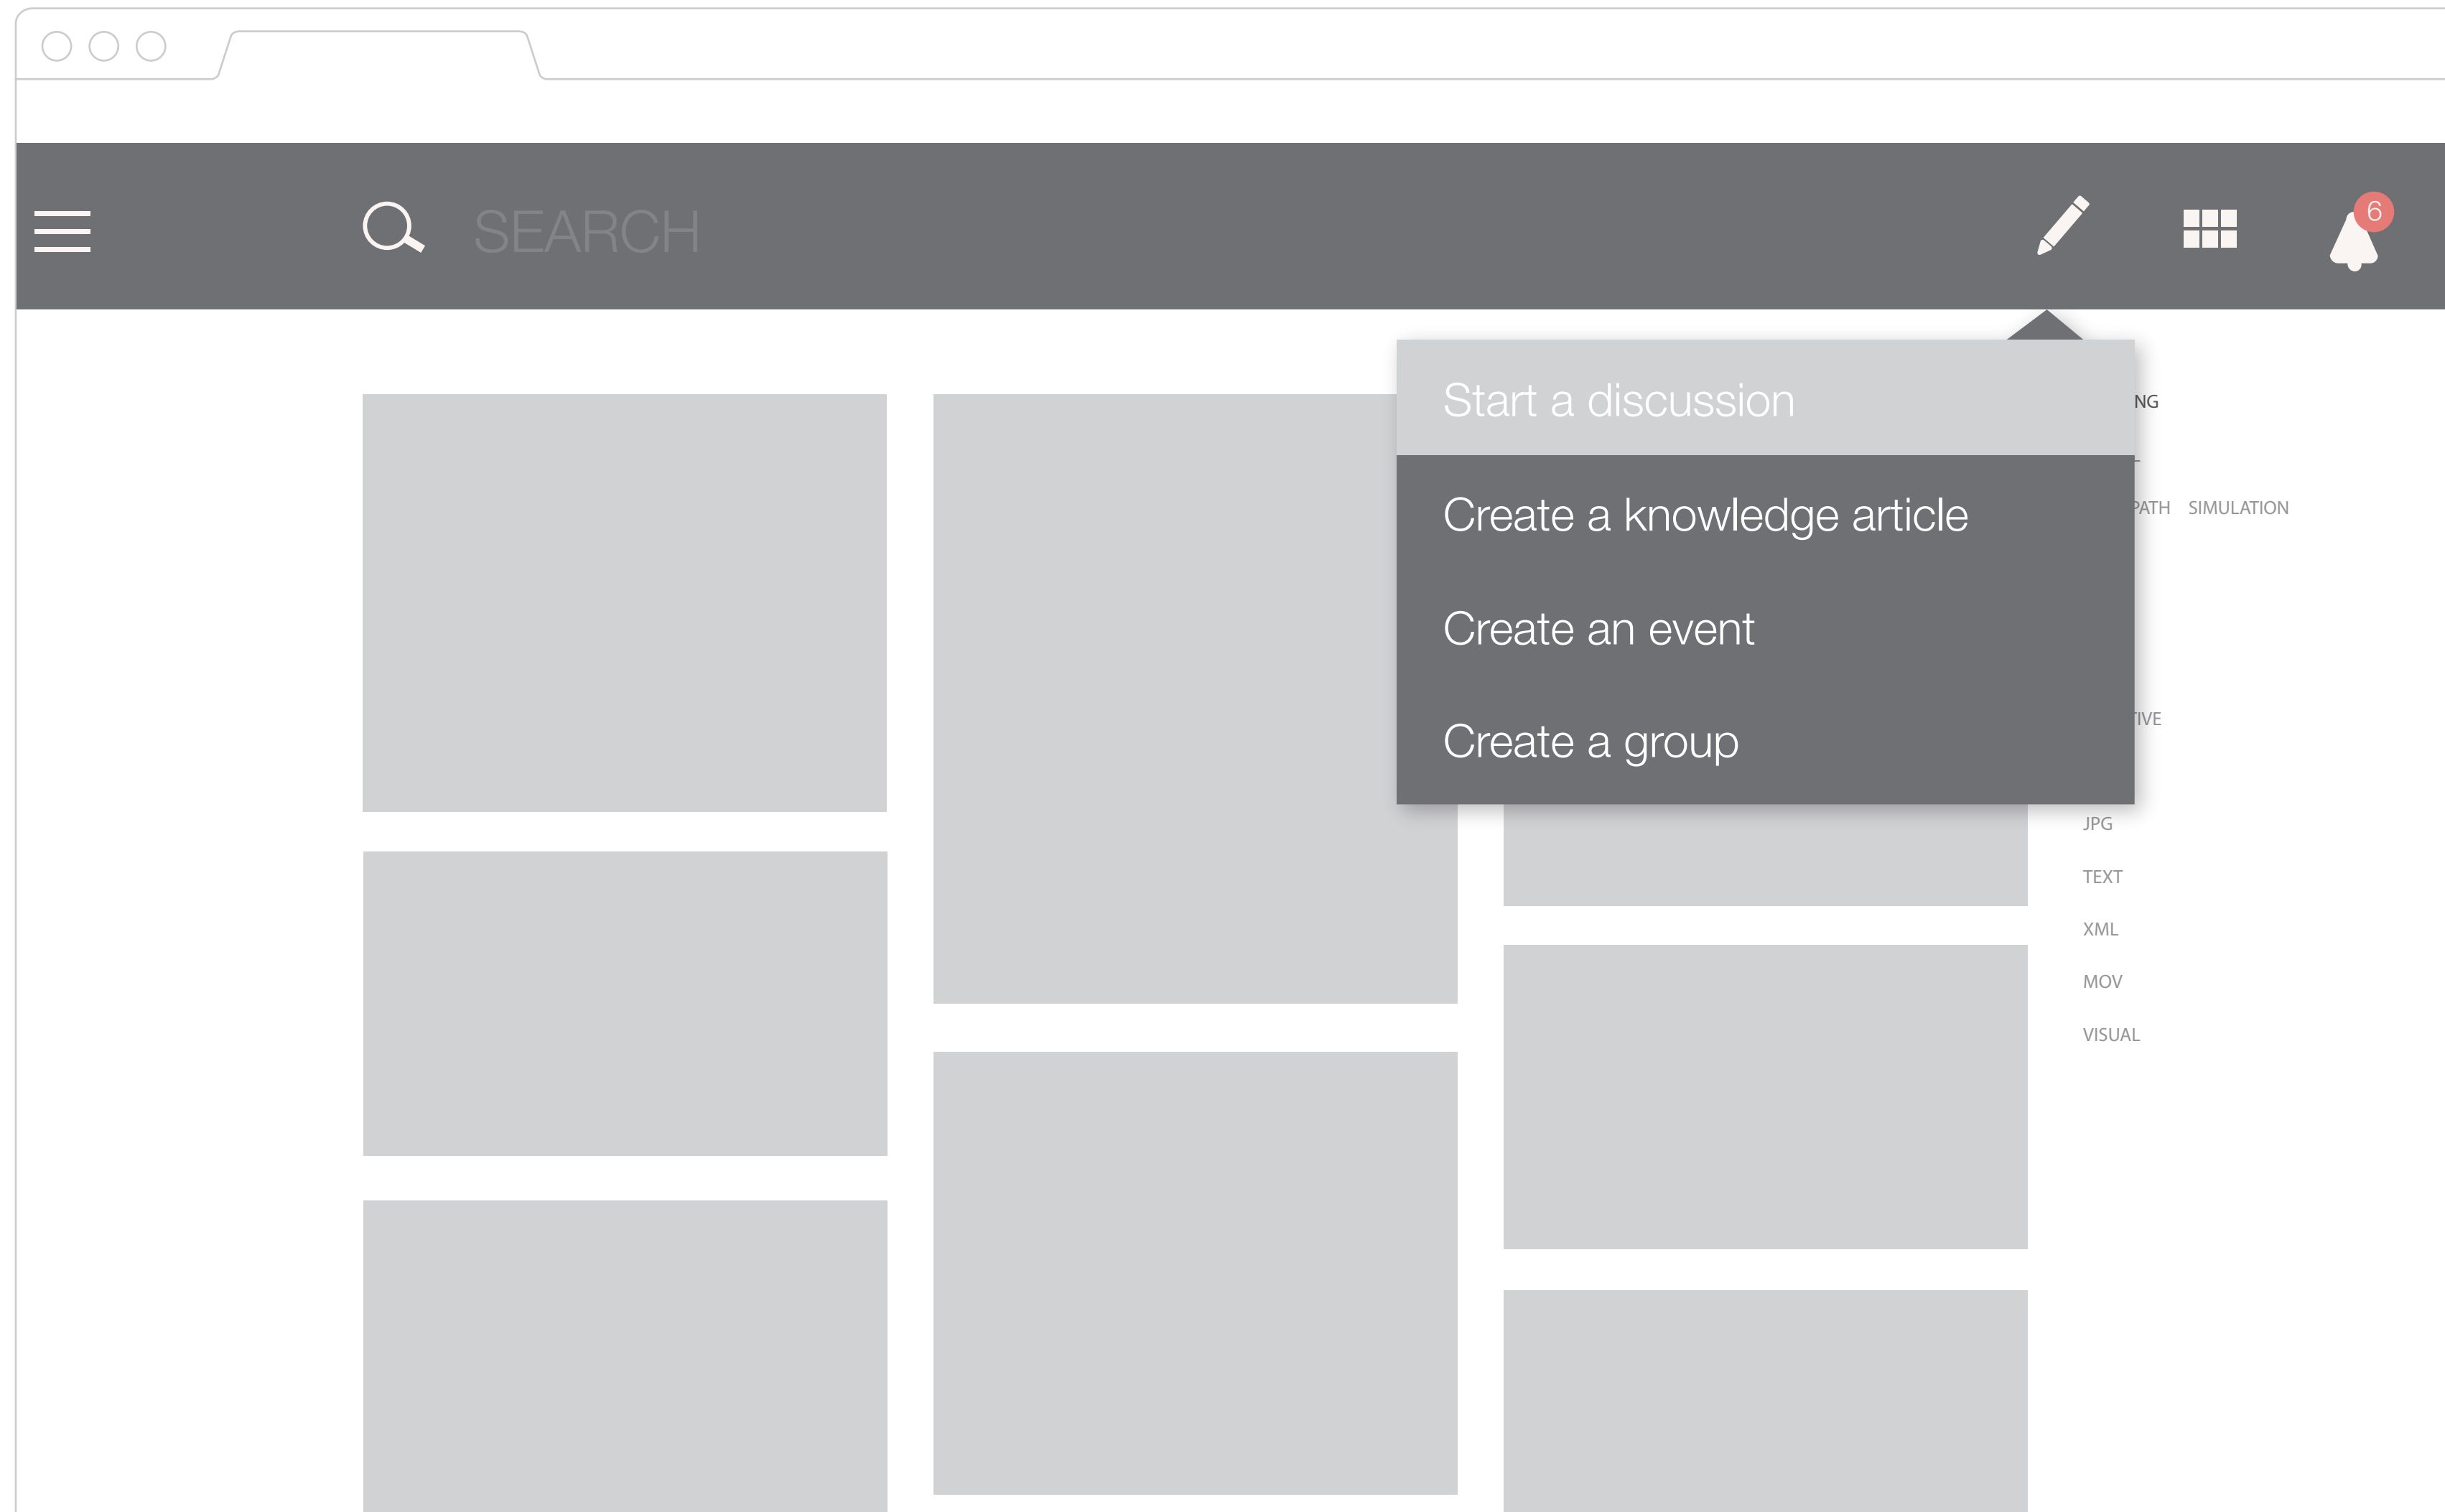 SEARCH
6
Start a discussion
NG
Create a knowledge article
PATH SIMULATION
Create an event
TIVE
Create a group
JPG
TEXT
XML
MOV
VISUAL